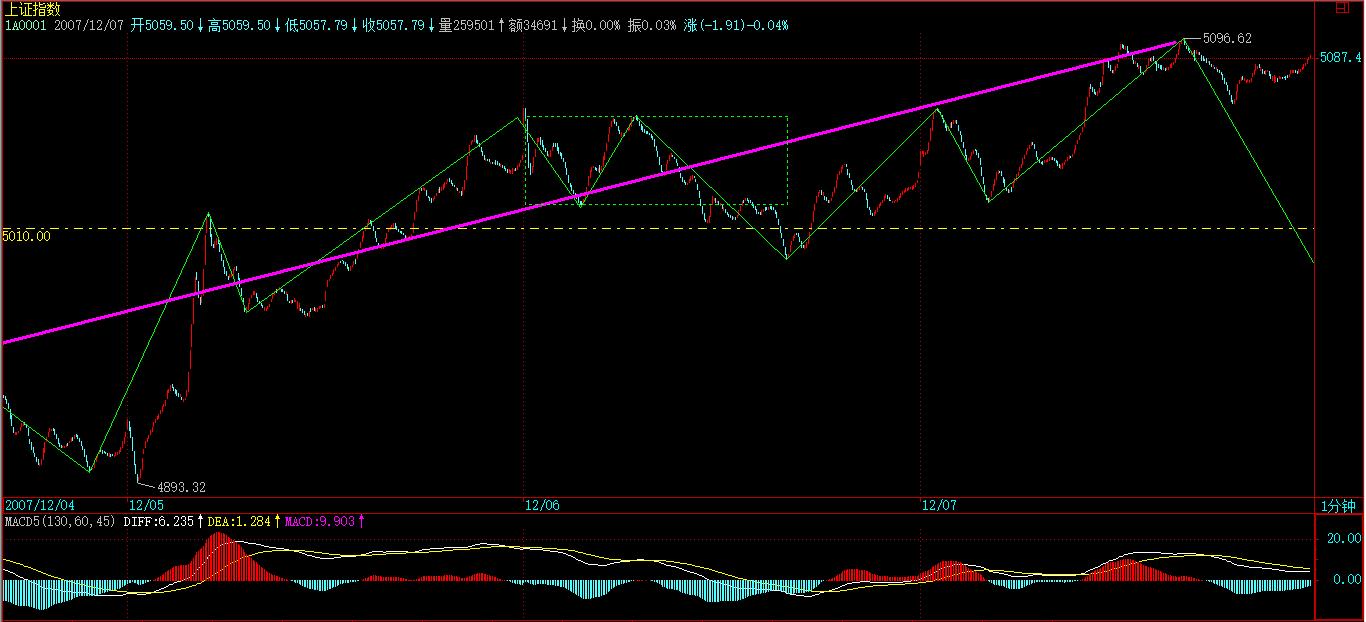 上证指数
1A0001 2007/12/07 开5059.50↓高5059.50↓低5057.79↓收5057.79↓量259501↑额34691↓换0.00% 振0.03% 涨(-1.91)-0.04%
5096.62
5087.4
5010.00
4893.32
2007/12/04 12/05 12/06 12/07 1分钟
MACD5(130,60,45) DIFF:6.235↑DEA:1.284↑MACD:9.903↑
20.00
0.00